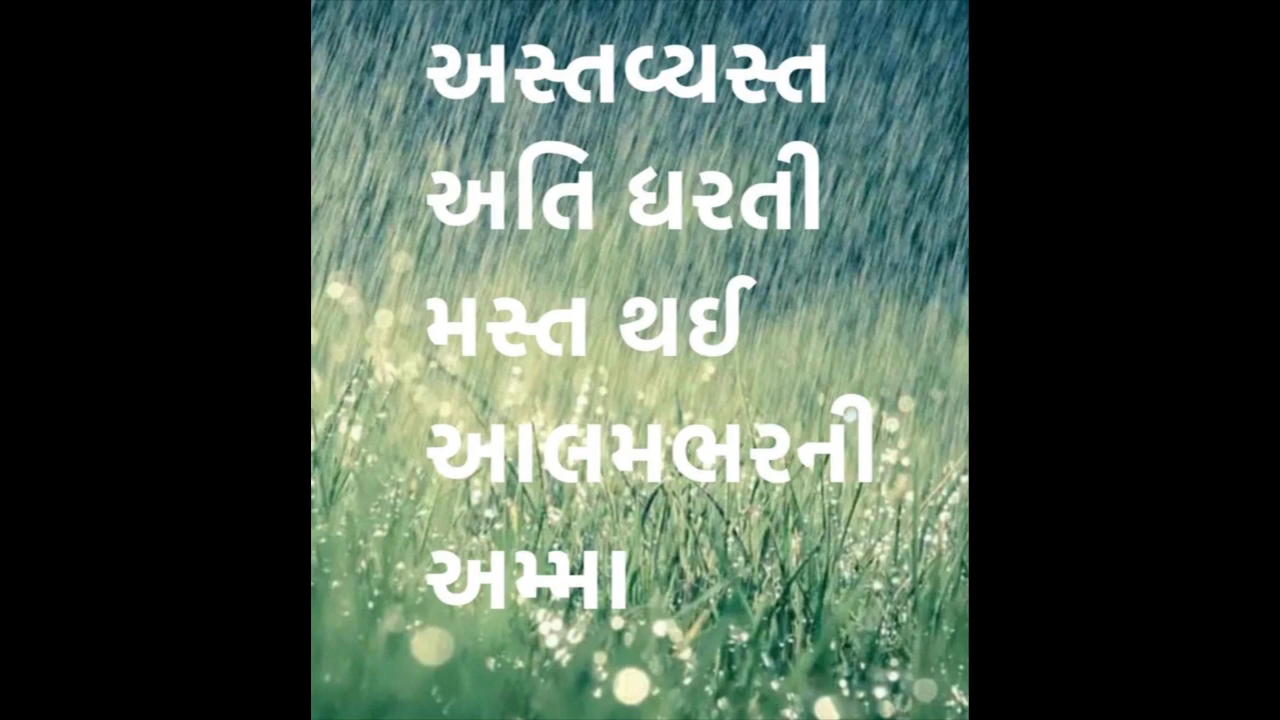 અસ્તવ્યસ્ત
અતિ ધરતી
મસ્ત થઈ
આલમભરની
અમ્મા